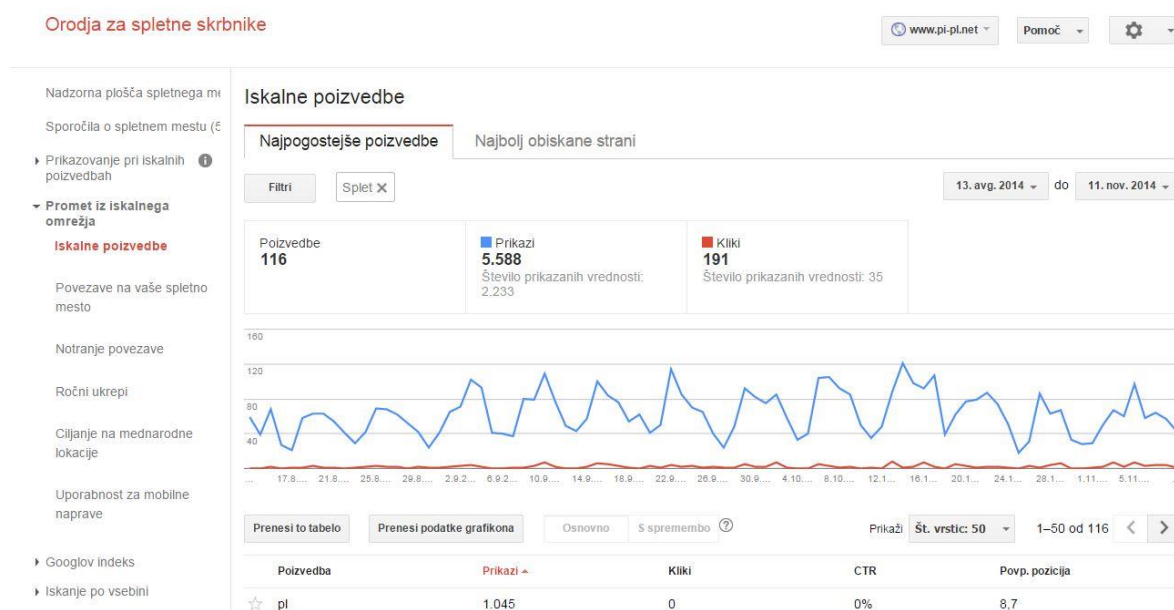 Orodja za spletne skrbnike
www.pi-pl.net
Pomoč
Nadzorna plošča spletnega me
Sporočila o spletnem mestu (5
Prikazovanje pri iskalnih
poizvedbah
Promet iz iskalnega
omrežja
Iskalne poizvedbe
Povezave na vaše spletno
mesto
Notranje povezave
Ročni ukrepi
Ciljanje na mednarodne
lokacije
Uporabnost za mobilne
naprave
Googlov indeks
Iskanje po vsebini
Iskalne poizvedbe
Najpogostejše poizvedbe
Najbolj obiskane strani
Filtri
Splet
13. avg. 2014
do
11. nov. 2014
Poizvedbe
116
Prikazi
5.588
Število prikazanih vrednosti:
2.233
Kliki
191
Število prikazanih vrednosti: 35
160
120
80
40
... 17.8.... 21.8.... 25.8.... 29.8.... 2.9.2... 6.9.2... 10.9.... 14.9.... 18.9.... 22.9.... 26.9.... 30.9.... 4.10.... 8.10.... 12.1... 16.1... 20.1... 24.1... 28.1... 1.11.... 5.11....
Prenesi to tabelo
Prenesi podatke grafikona
Osnovno
S spremembo
Prikaži
Št. vrstic: 50
1–50 od 116
Poizvedba Prikazi Kliki CTR Povp. pozicija
pl 1.045 0 0% 8,7